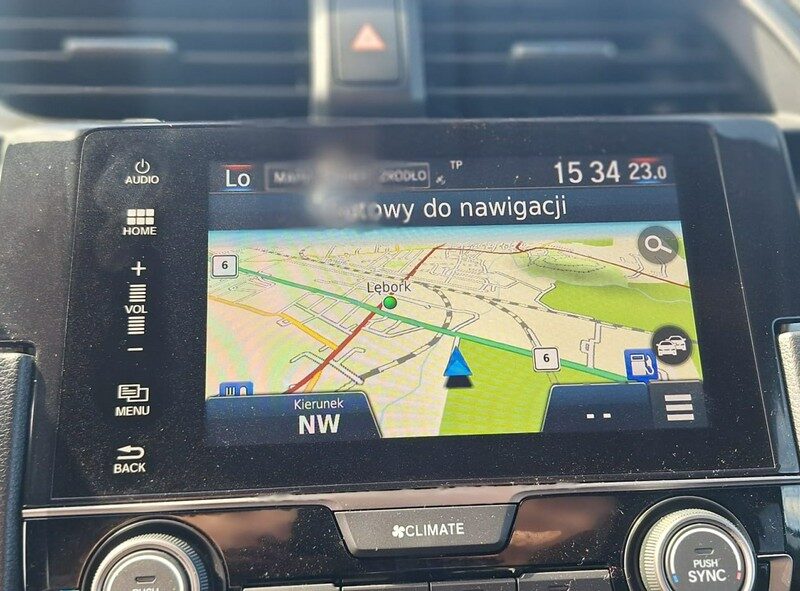 AUDIO
HOME
+
VOL
−
MENU
BACK
Lo
TP
15 34
23.0
do nawigacji
6
Lębork
6
Kierunek
NW
--
CLIMATE
PUSH
PUSH
SYNC